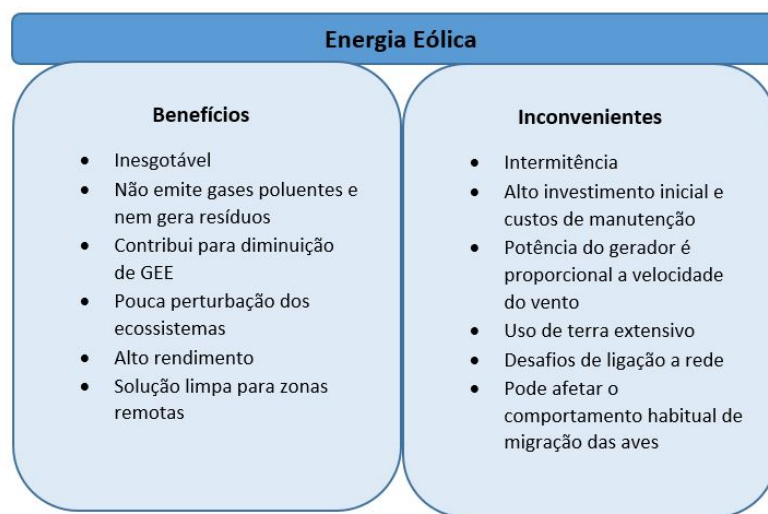 Energia Eólica
Benefícios
• Inesgotável
• Não emite gases poluentes e
nem gera resíduos
• Contribui para diminuição
de GEE
• Pouca perturbação dos
ecossistemas
• Alto rendimento
• Solução limpa para zonas
remotas
Inconvenientes
• Intermitência
• Alto investimento inicial e
custos de manutenção
• Potência do gerador é
proporcional a velocidade
do vento
• Uso de terra extensivo
• Desafios de ligação a rede
• Pode afetar o
comportamento habitual de
migração das aves